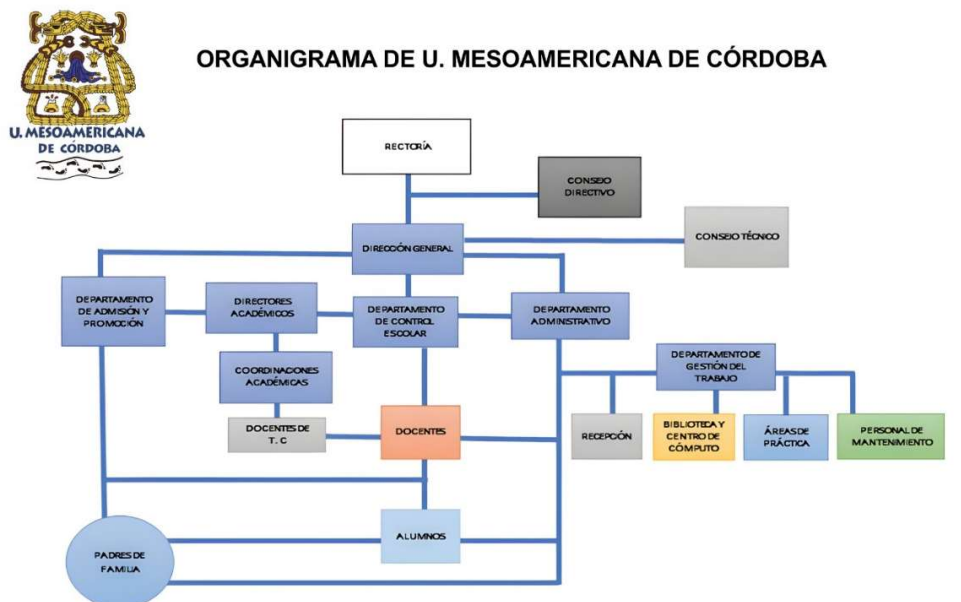 ORGANIGRAMA DE U. MESOAMERICANA DE CÓRDOBA
U. MESOAMERICANA
DE CÓRDOBA
RECTORÍA
CONSEJO
DIRECTIVO
DIRECCIÓN GENERAL
CONSEJO TÉCNICO
DEPARTAMENTO
DE ADMISIÓN Y
PROMOCIÓN
DIRECTORES
ACADÉMICOS
DEPARTAMENTO
DE CONTROL
ESCOLAR
DEPARTAMENTO
ADMINISTRATIVO
COORDINACIONES
ACADÉMICAS
DEPARTAMENTO DE
GESTIÓN DEL
TRABAJO
DOCENTES DE
T. C
DOCENTES
RECEPCIÓN
BIBLIOTECA Y
CENTRO DE
CÓMPUTO
ÁREAS DE
PRÁCTICA
PERSONAL DE
MANTENIMIENTO
ALUMNOS
PADRES DE
FAMILIA